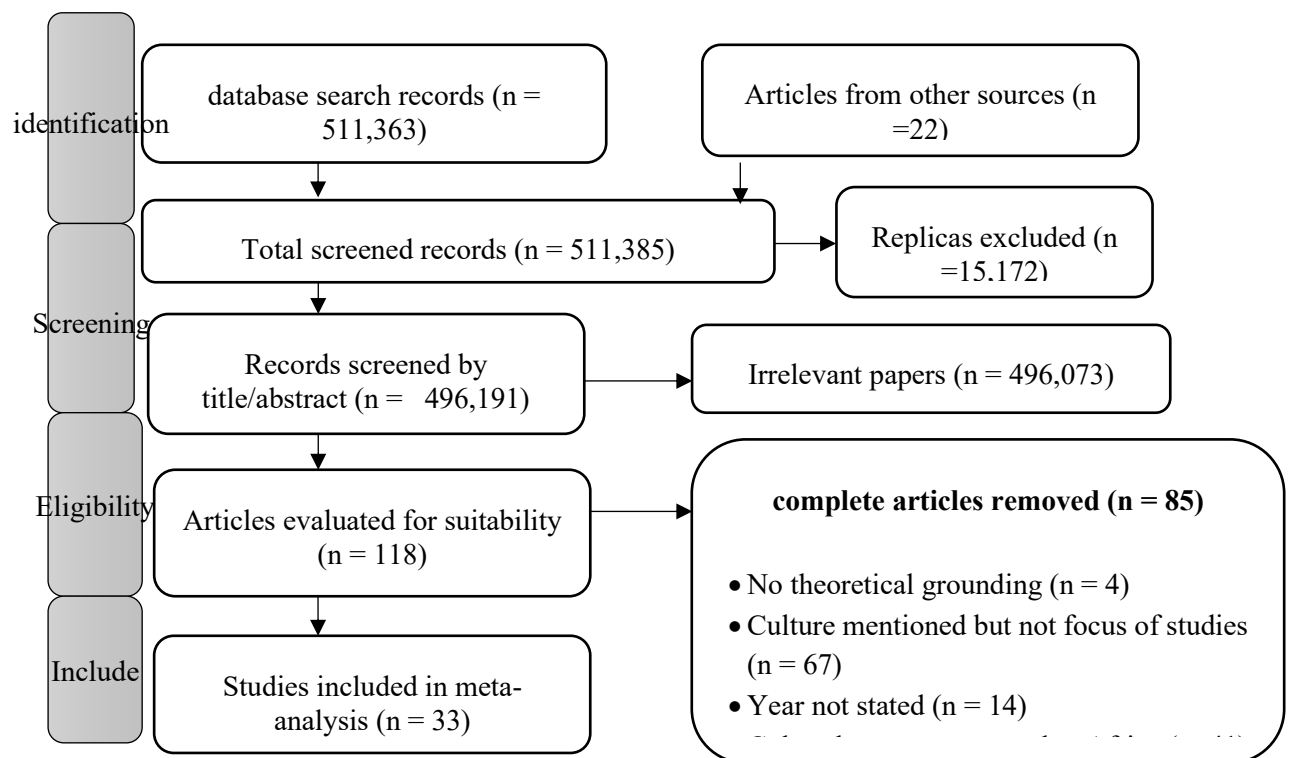 identification
database search records (n =
511,363)
Articles from other sources (n
=22)
Total screened records (n = 511,385)
Replicas excluded (n
=15,172)
Screening
Records screened by
title/abstract (n = 496,191)
Irrelevant papers (n = 496,073)
Eligibility
Articles evaluated for suitability
(n = 118)
complete articles removed (n = 85)
• No theoretical grounding (n = 4)
• Culture mentioned but not focus of studies
(n = 67)
• Year not stated (n = 14)
Include
Studies included in meta-
analysis (n = 33)